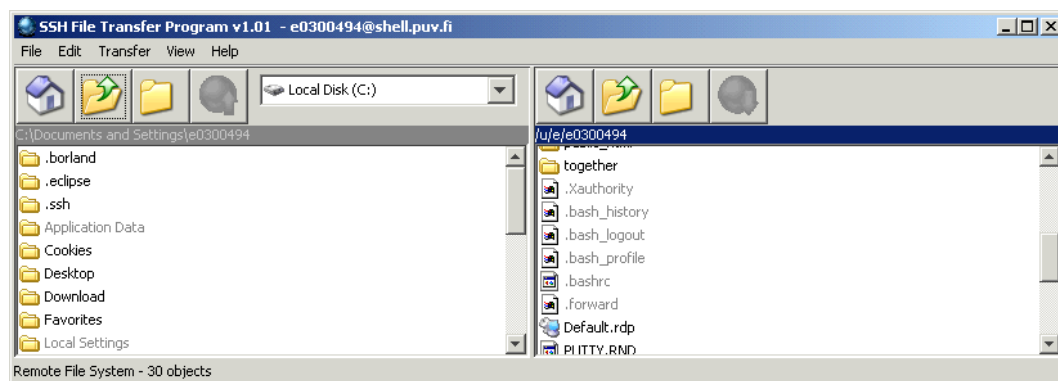 SSH File Transfer Program v1.01 - e0300494@shell.puv.fi
File Edit Transfer View Help
Local Disk (C:)
C:\Documents and Settings\e0300494
.borland
.eclipse
.ssh
Application Data
Cookies
Desktop
Download
Favorites
Local Settings
/u/e/e0300494
together
.Xauthority
.bash_history
.bash_logout
.bash_profile
.bashrc
.forward
Default.rdp
PUTTY.RND
Remote File System - 30 objects